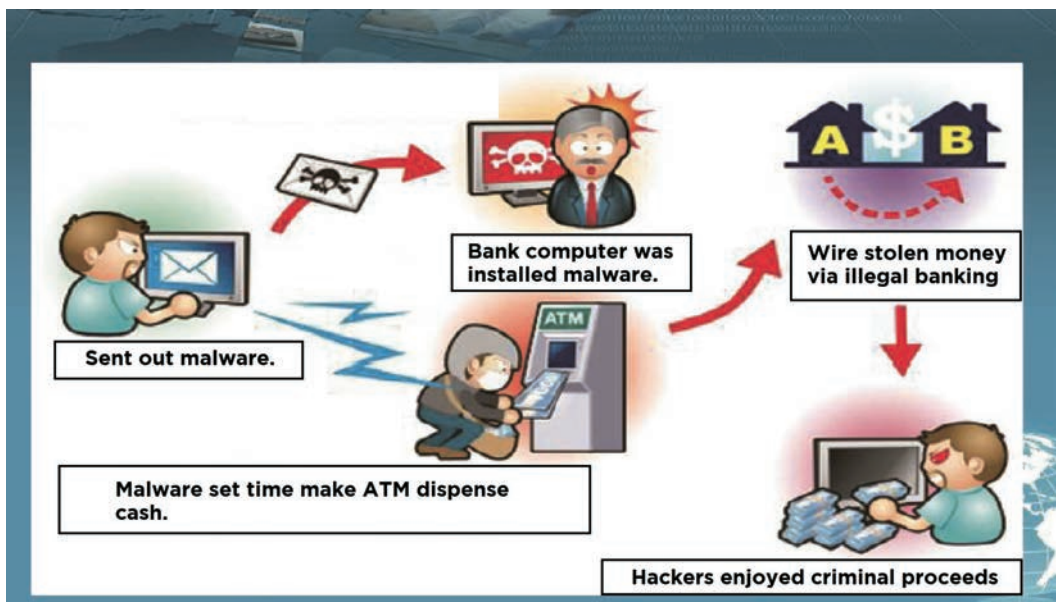 Bank computer was
installed malware.
A $ B
Wire stolen money
via illegal banking
Sent out malware.
ATM
Malware set time make ATM dispense
cash.
Hackers enjoyed criminal proceeds